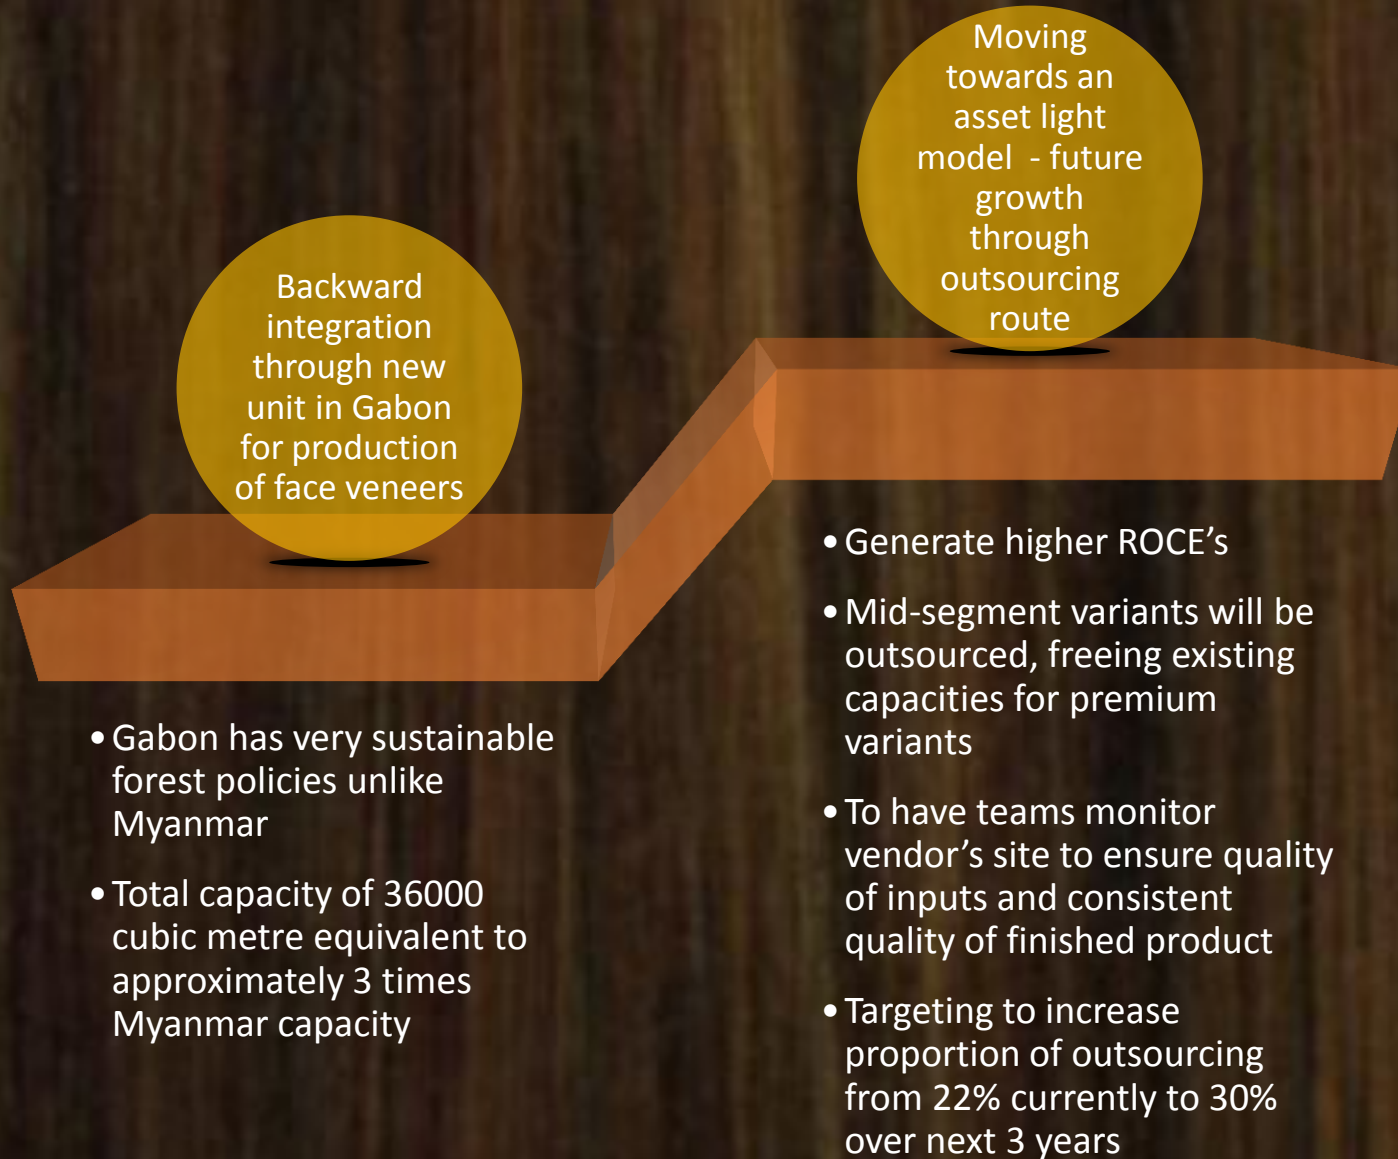 Backward
integration
through new
unit in Gabon
for production
of face veneers
• Gabon has very sustainable
forest policies unlike
Myanmar
• Total capacity of 36000
cubic metre equivalent to
approximately 3 times
Myanmar capacity
Moving
towards an
asset light
model - future
growth
through
outsourcing
route
• Generate higher ROCE’s
• Mid-segment variants will be
outsourced, freeing existing
capacities for premium
variants
• To have teams monitor
vendor’s site to ensure quality
of inputs and consistent
quality of finished product
• Targeting to increase
proportion of outsourcing
from 22% currently to 30%
over next 3 years